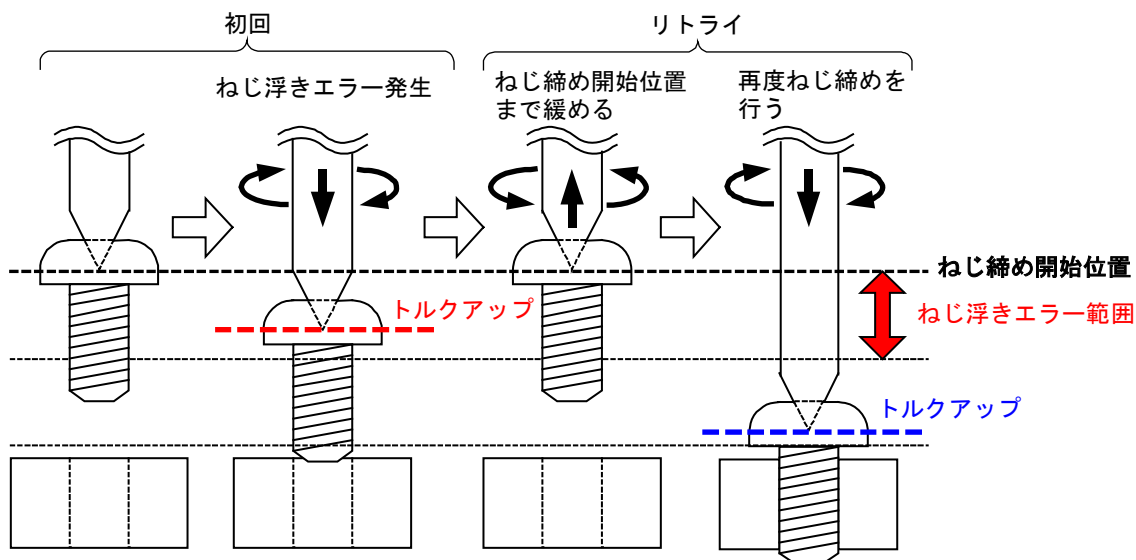 初回
リトライ
ねじ浮きエラー発生
ねじ締め開始位置
まで緩める
再度ねじ締めを
行う
ねじ締め開始位置
トルクアップ
ねじ浮きエラー範囲
トルクアップ